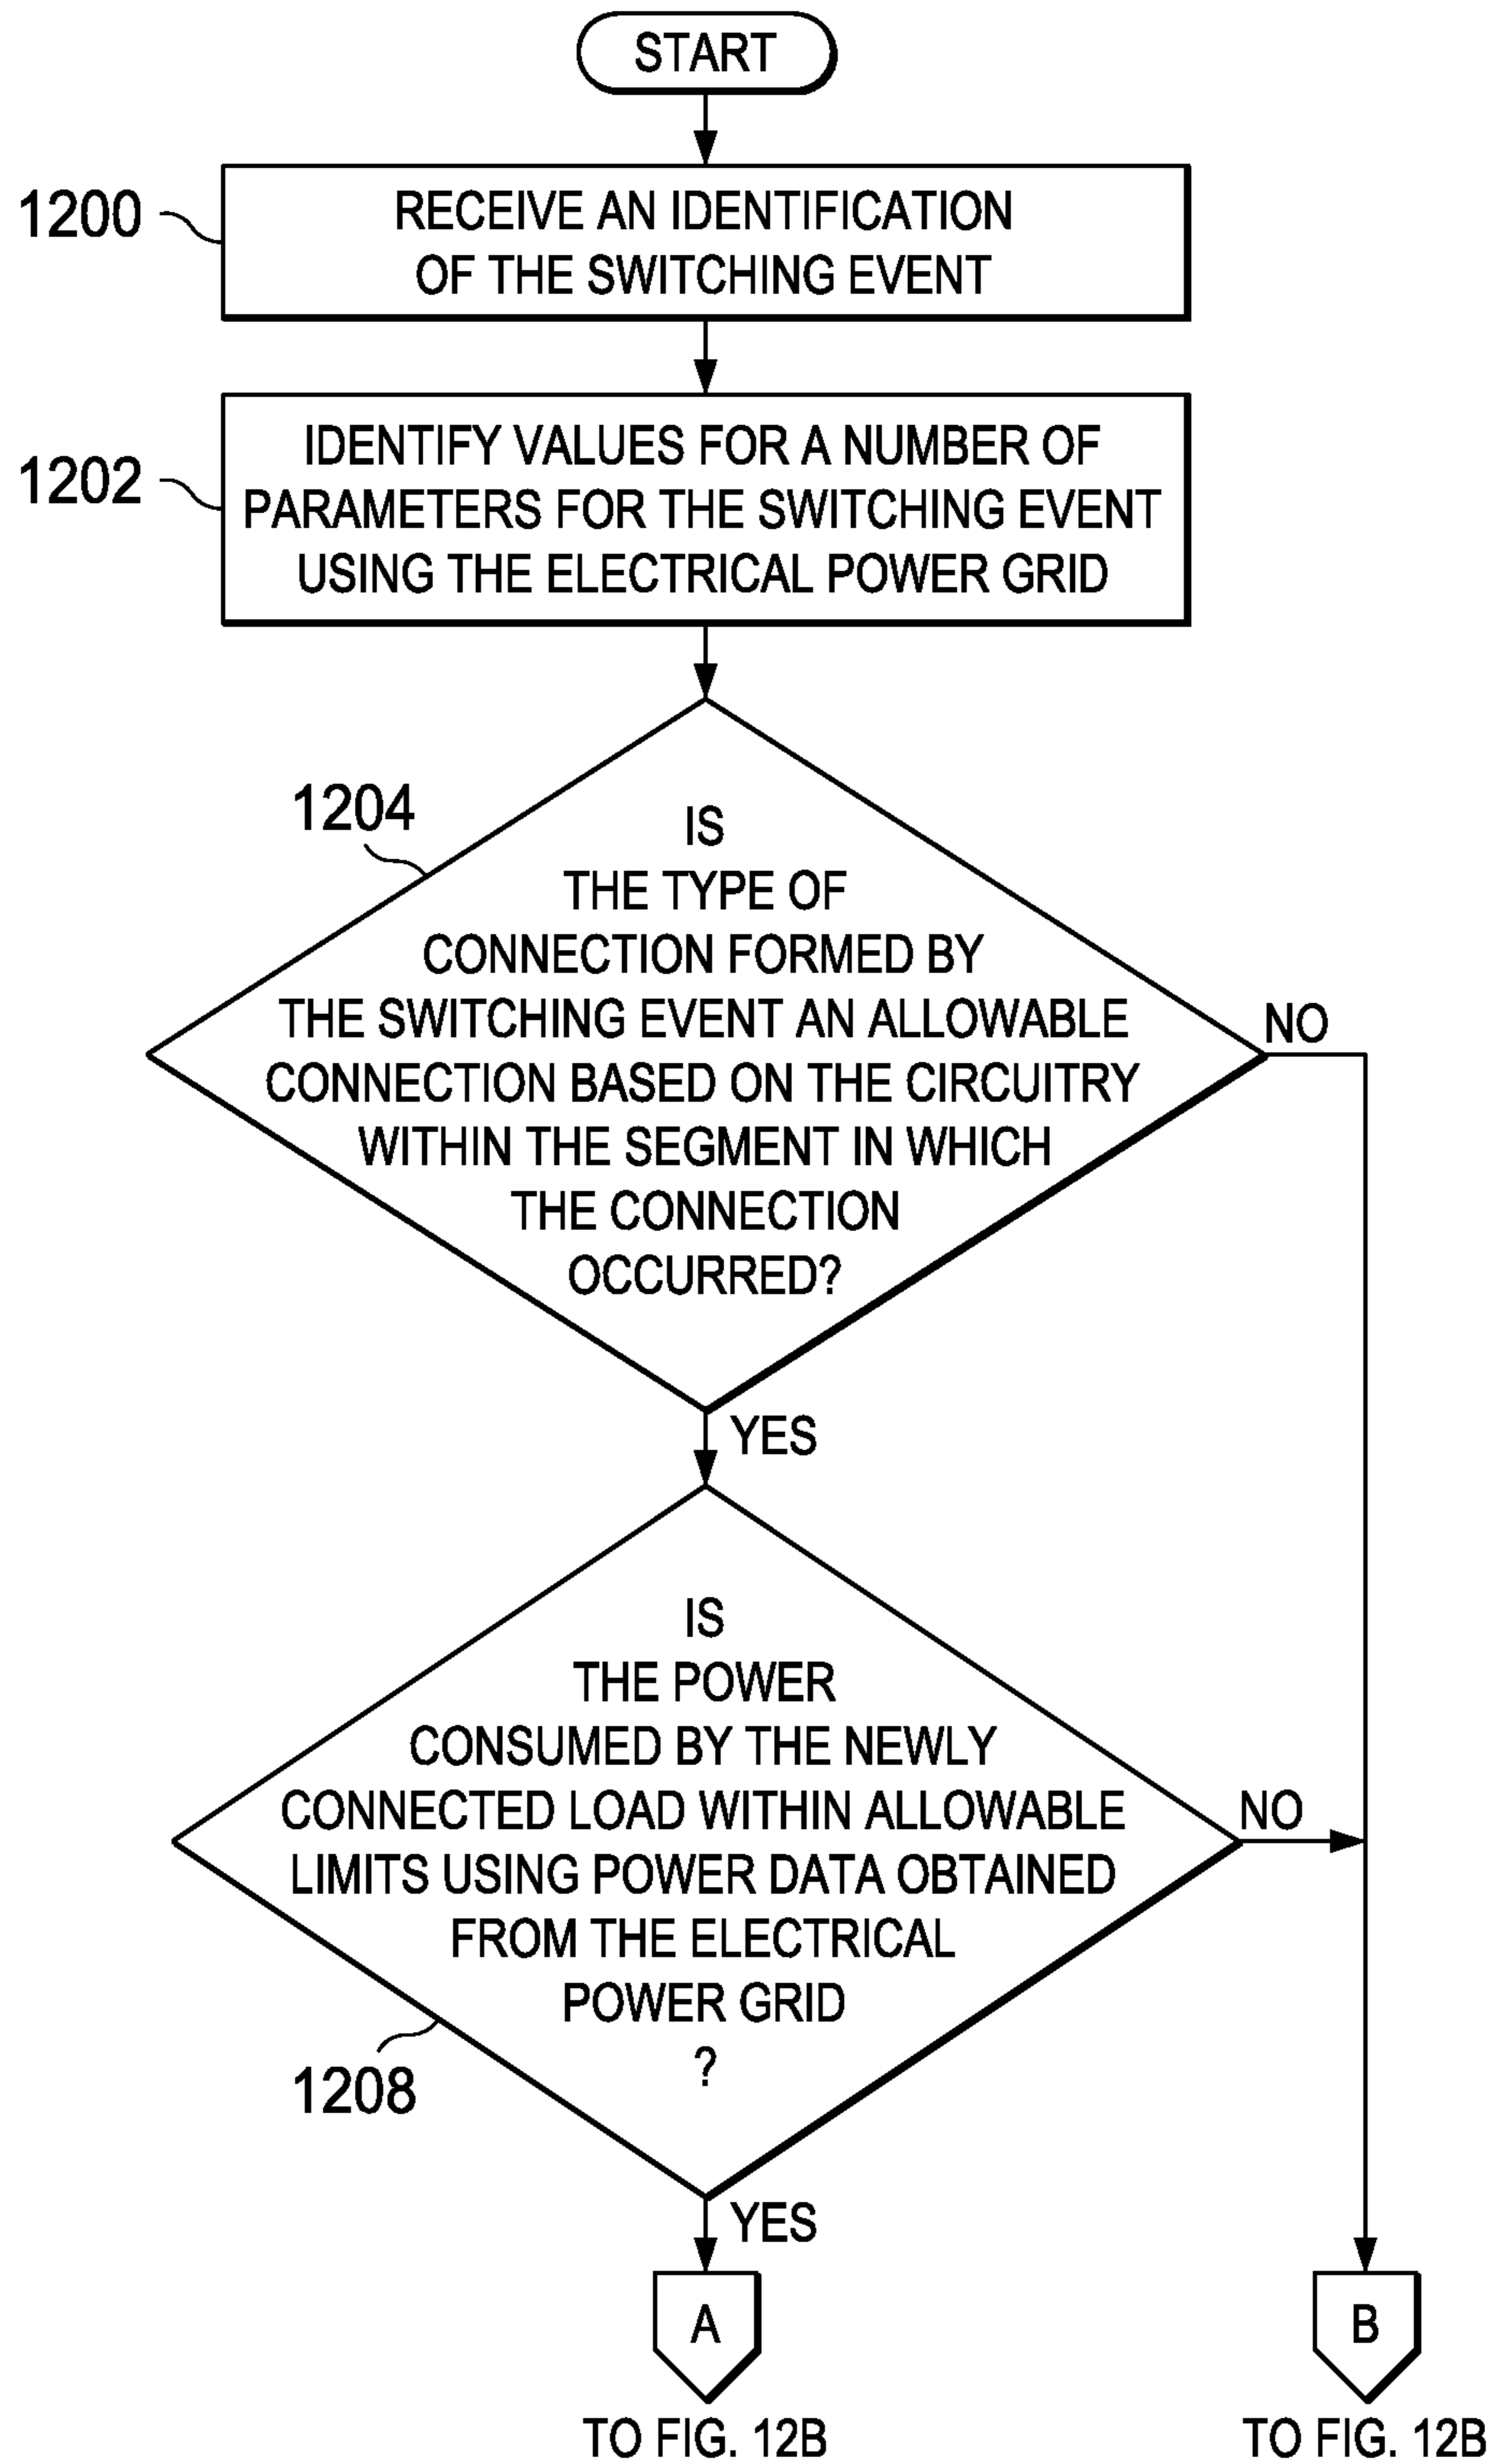 START
1200
RECEIVE AN IDENTIFICATION
OF THE SWITCHING EVENT
1202
IDENTIFY VALUES FOR A NUMBER OF
PARAMETERS FOR THE SWITCHING EVENT
USING THE ELECTRICAL POWER GRID
1204
IS
THE TYPE OF
CONNECTION FORMED BY
THE SWITCHING EVENT AN ALLOWABLE
CONNECTION BASED ON THE CIRCUITRY
WITHIN THE SEGMENT IN WHICH
THE CONNECTION
OCCURRED?
NO
YES
IS
THE POWER
CONSUMED BY THE NEWLY
CONNECTED LOAD WITHIN ALLOWABLE
LIMITS USING POWER DATA OBTAINED
FROM THE ELECTRICAL
POWER GRID
?
NO
1208
YES
A
TO FIG. 12B
B
TO FIG. 12B